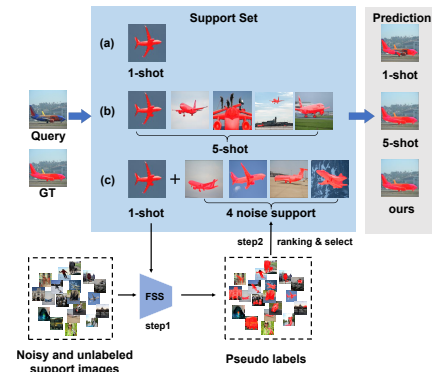 Support Set
Prediction
(a)
1-shot
1-shot
(b)
Query
5-shot
5-shot
(c)
+
GT
1-shot
4 noise support
ours
step2 ranking & select
FSS
step1
Noisy and unlabeled
support images
Pseudo labels